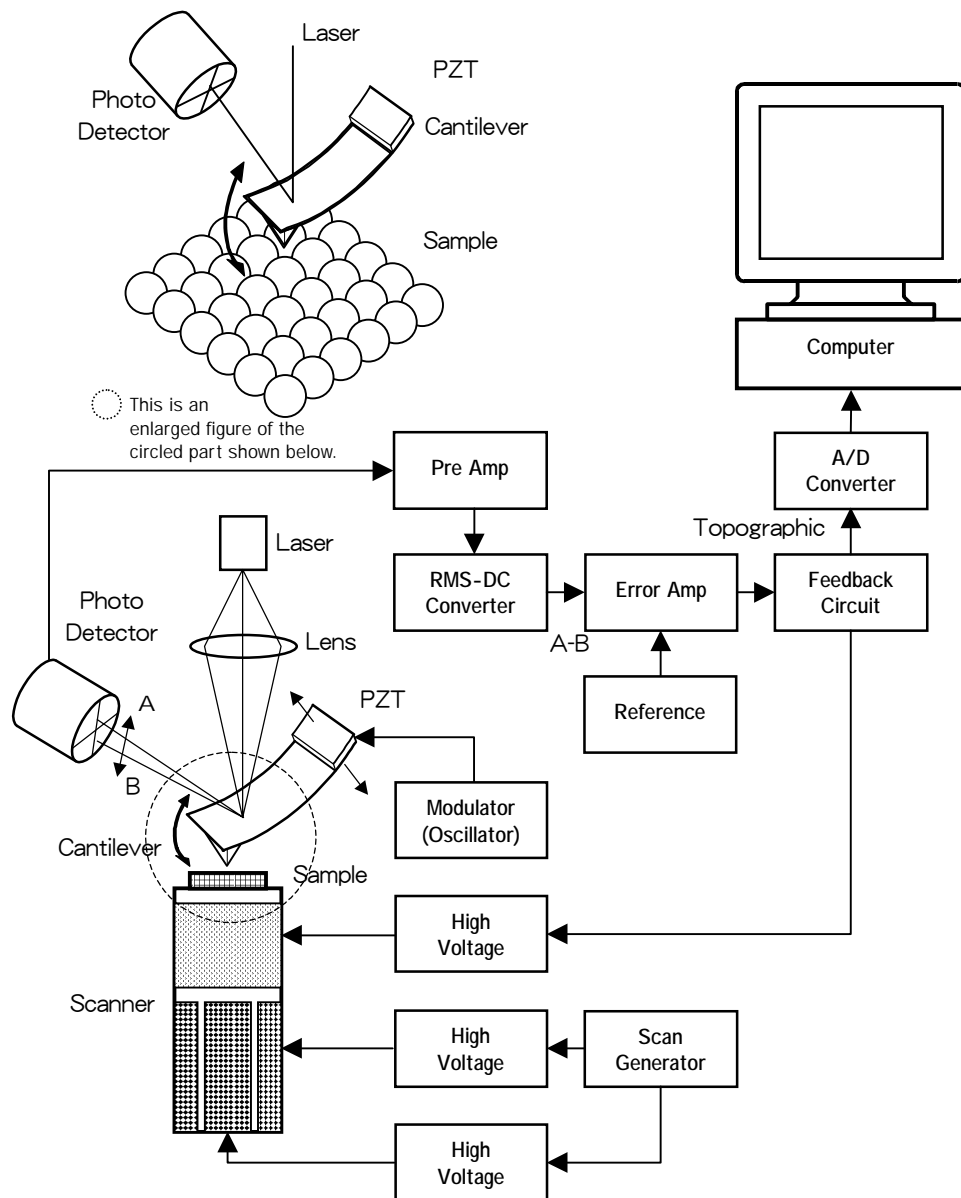 Laser
PZT
Photo
Detector
Cantilever
Sample
This is an
enlarged figure of the
circled part shown below.
Computer
A/D
Converter
Pre Amp
Topographic
Laser
RMS-DC
Converter
Error Amp
Feedback
Circuit
A-B
Photo
Detector
Lens
Reference
PZT
A
B
Modulator
(Oscillator)
Cantilever
Sample
High
Voltage
Scanner
High
Voltage
Scan
Generator
High
Voltage